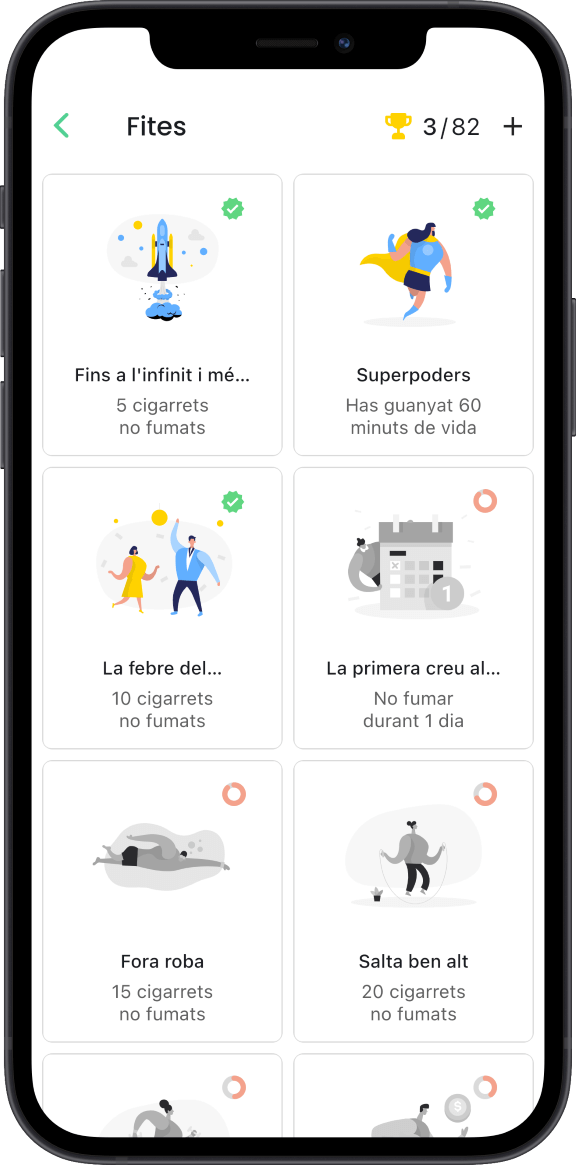 Fites
3/82
Fins a l'infinit i mé...
5 cigarrets
no fumats
Superpoders
Has guanyat 60
minuts de vida
La febre del...
10 cigarrets
no fumats
1
La primera creu al...
No fumar
durant 1 dia
Fora roba
15 cigarrets
no fumats
Salta ben alt
20 cigarrets
no fumats
$